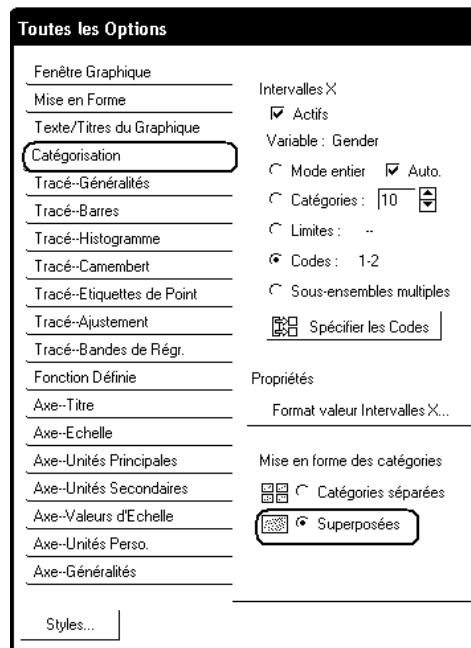 Toutes les Options
Fenêtre Graphique
Mise en Forme
Texte/Titres du Graphique
Catégorisation
Tracé--Généralités
Tracé--Barres
Tracé--Histogramme
Tracé--Camembert
Tracé--Etiquettes de Point
Tracé--Ajustement
Tracé--Bandes de Régr.
Fonction Définie
Axe--Titre
Axe--Echelle
Axe--Unités Principales
Axe--Unités Secondaires
Axe--Valeurs d'Echelle
Axe--Unités Perso.
Axe--Généralités
Styles...
Intervalles X
Actifs
Variable : Gender
Mode entier Auto.
Catégories : 10
Limites : --
Codes : 1-2
Sous-ensembles multiples
Spécifier les Codes
Propriétés
Format valeur Intervalles X...
Mise en forme des catégories
Catégories séparées
Superposées